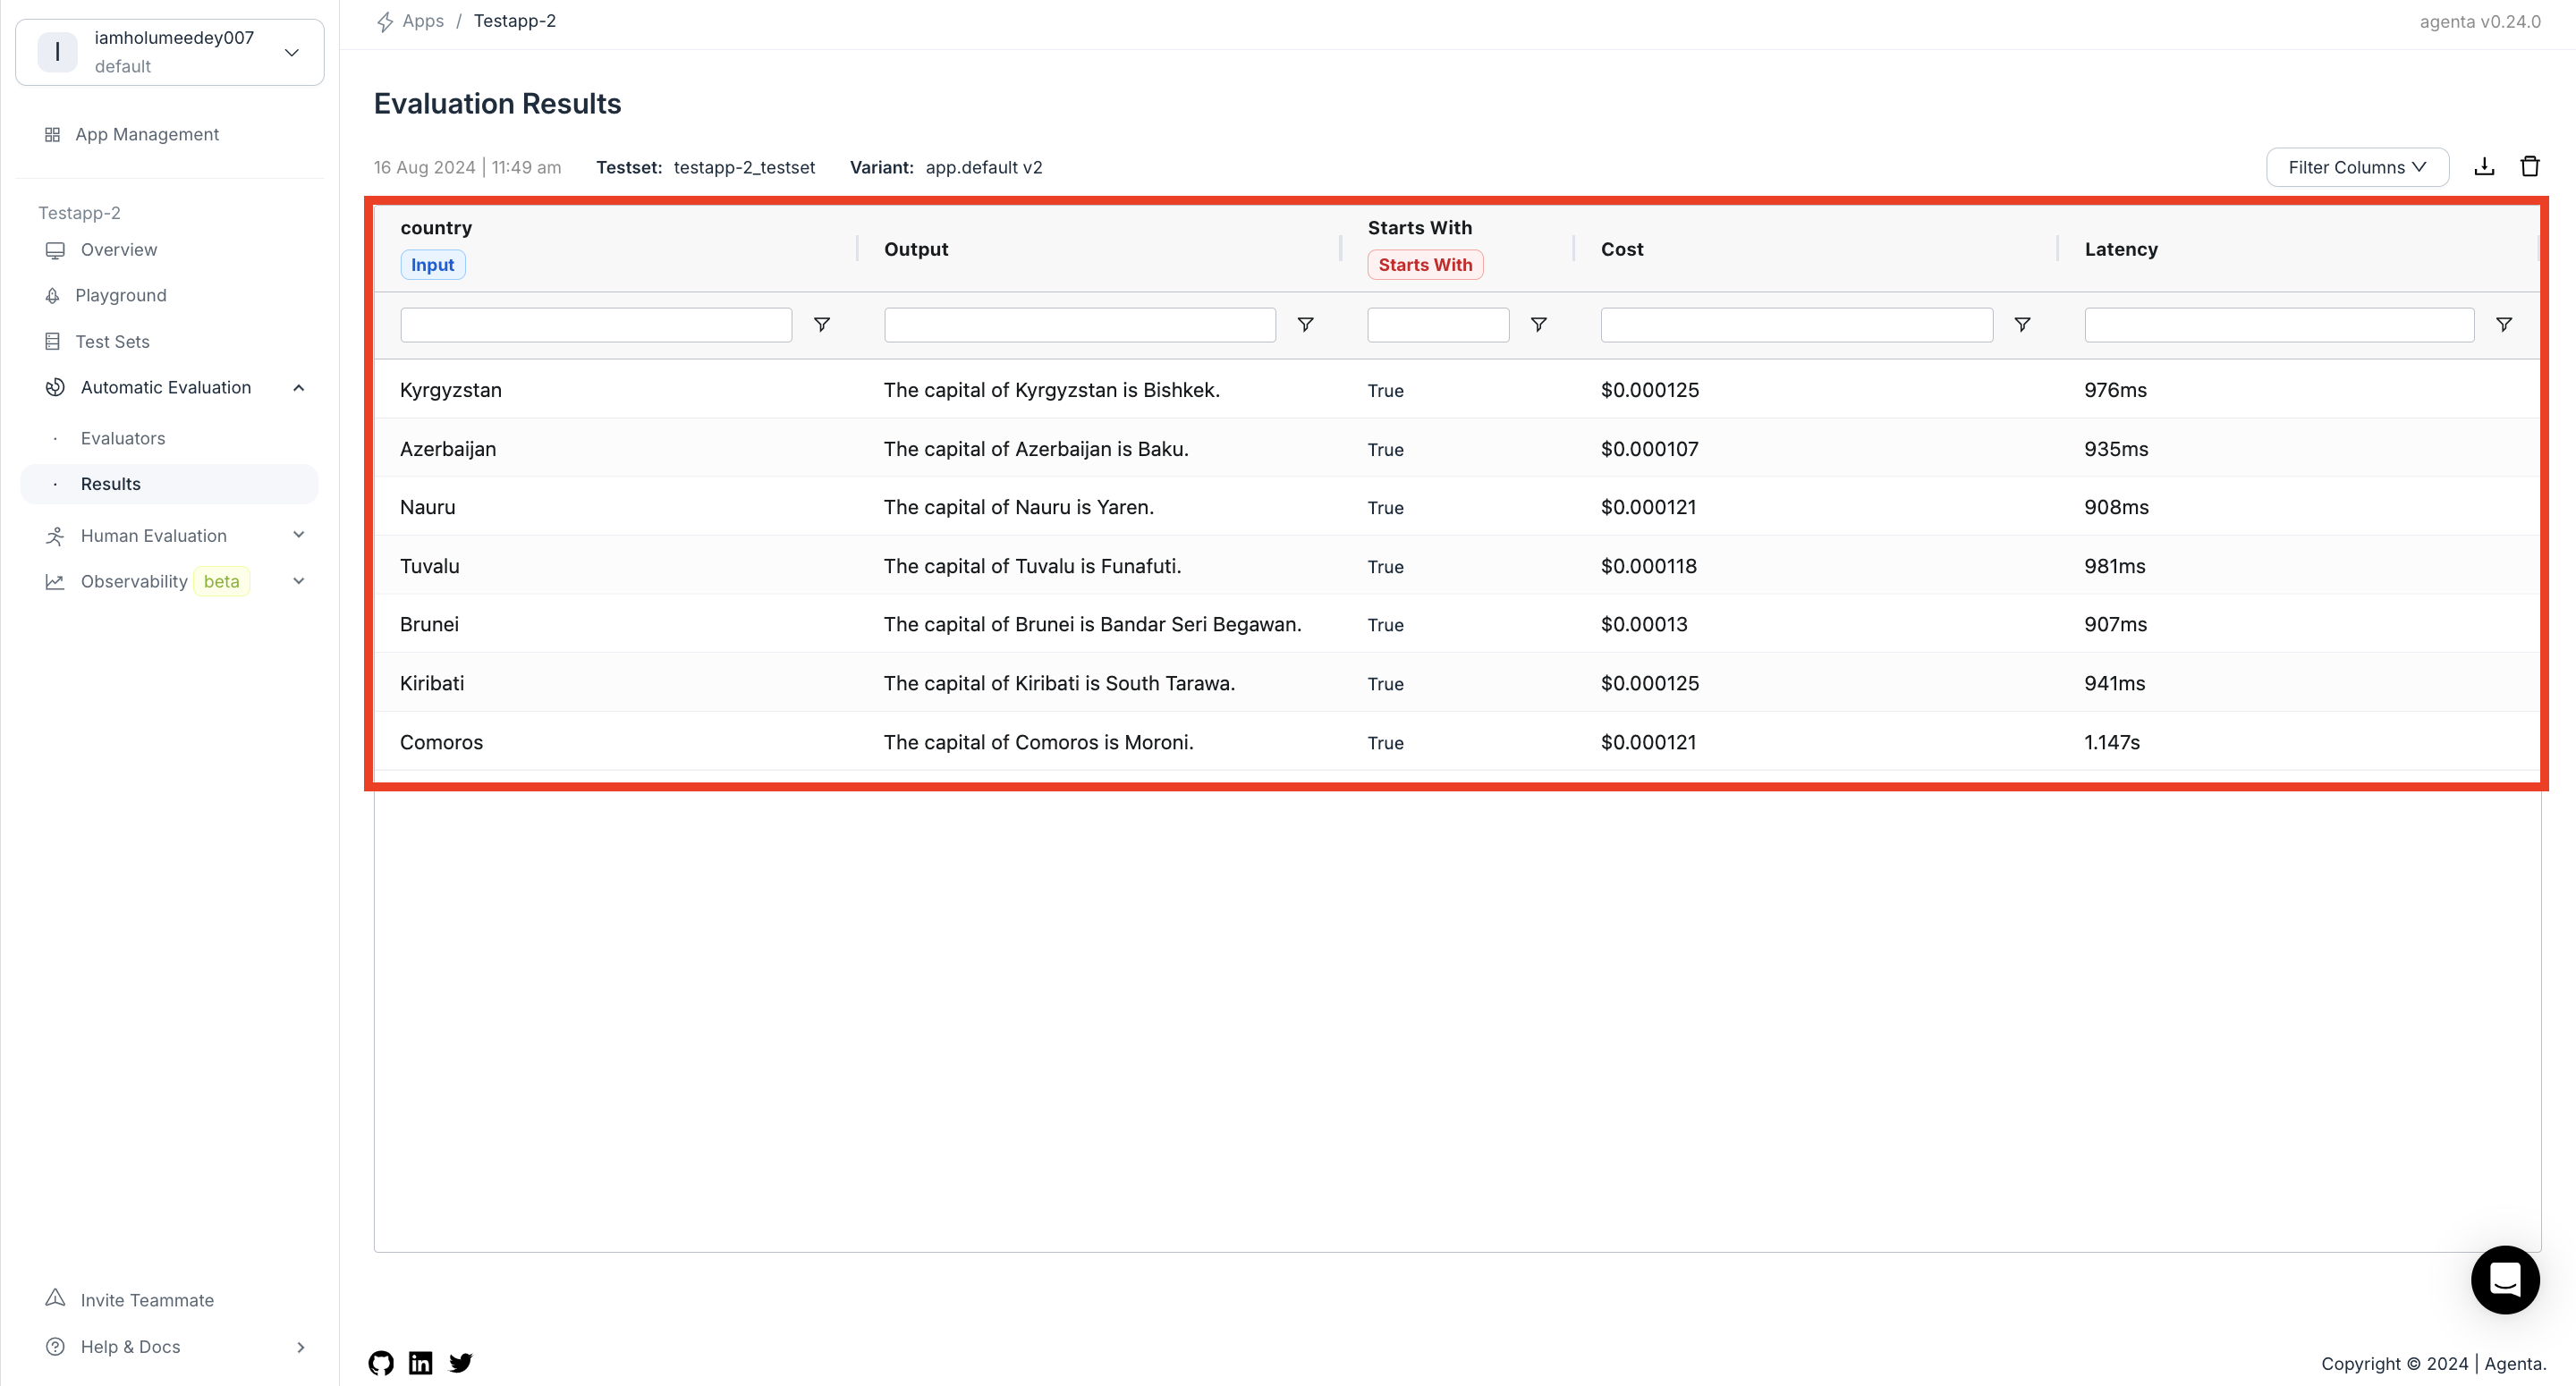 I
iamholumeedey007
default
App Management
Testapp-2
Overview
Playground
Test Sets
Automatic Evaluation
· Evaluators
· Results
Human Evaluation
Observability beta
Invite Teammate
Help & Docs
Apps / Testapp-2
agenta v0.24.0
Evaluation Results
16 Aug 2024 | 11:49 am Testset: testapp-2_testset Variant: app.default v2 Filter Columns
country Input Output Starts With Starts With Cost Latency
Kyrgyzstan The capital of Kyrgyzstan is Bishkek. True $0.000125 976ms
Azerbaijan The capital of Azerbaijan is Baku. True $0.000107 935ms
Nauru The capital of Nauru is Yaren. True $0.000121 908ms
Tuvalu The capital of Tuvalu is Funafuti. True $0.000118 981ms
Brunei The capital of Brunei is Bandar Seri Begawan. True $0.00013 907ms
Kiribati The capital of Kiribati is South Tarawa. True $0.000125 941ms
Comoros The capital of Comoros is Moroni. True $0.000121 1.147s
in
Copyright © 2024 | Agenta.